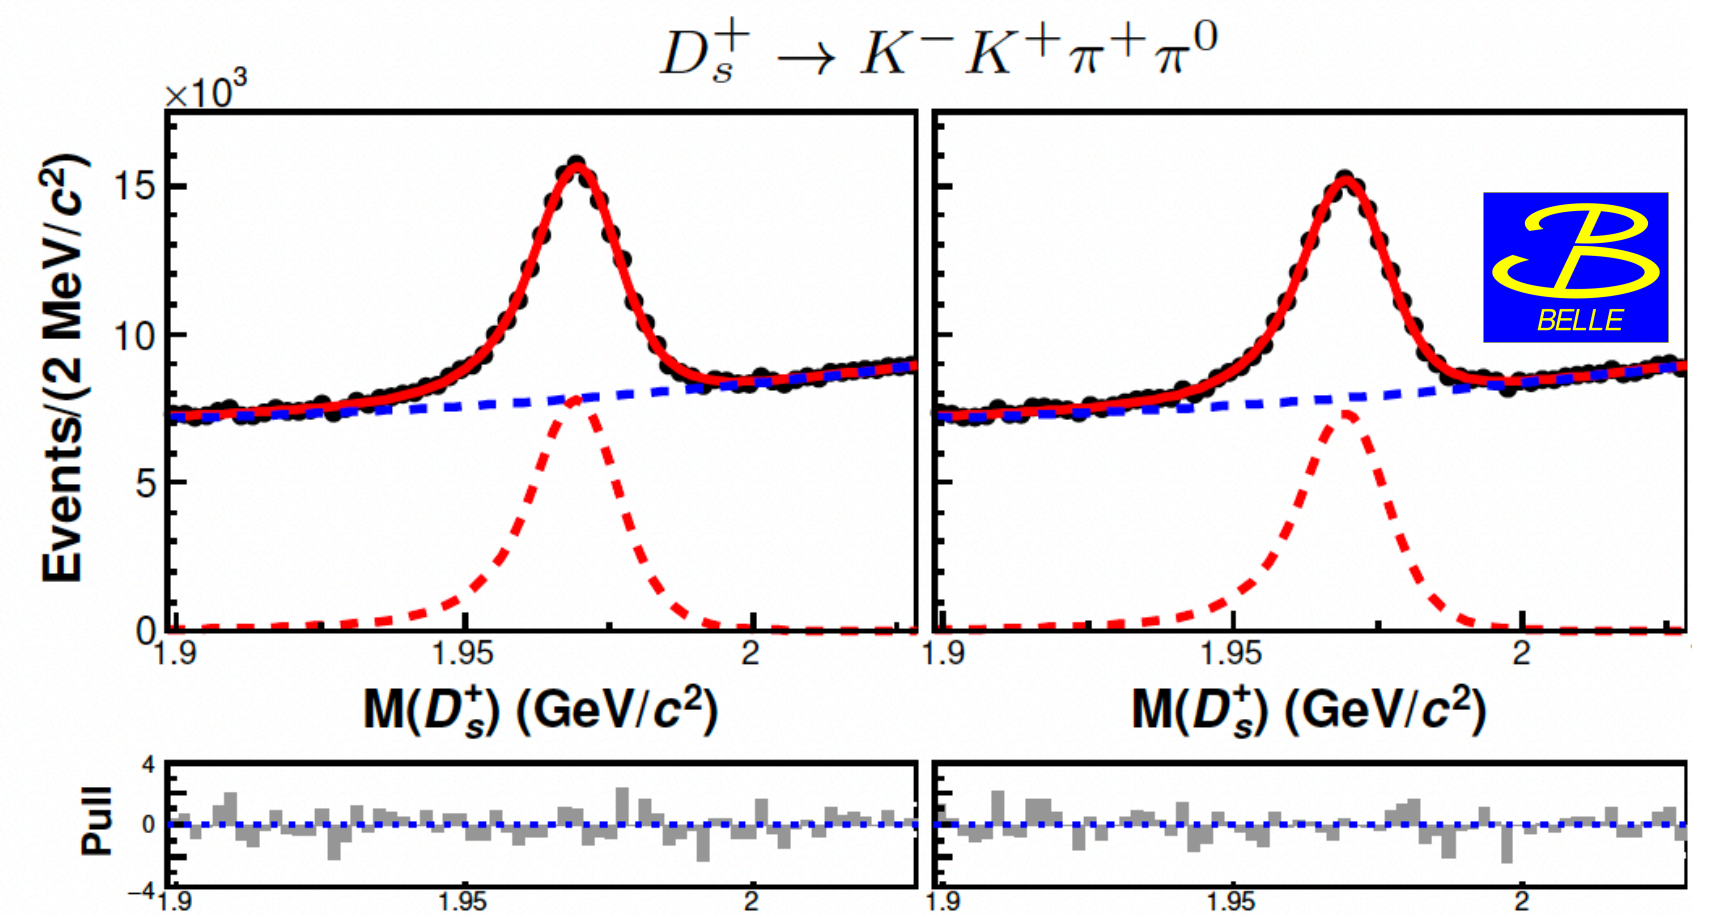 D_s^+ → K^- K^+ π^+ π^0
×10^3
Events/(2 MeV/c^2)
15
10
5
0
1.9 1.95 2
1.9 1.95 2
M(D_s^+) (GeV/c^2)
M(D_s^+) (GeV/c^2)
BELLE
Pull
4
0
−4
1.9 1.95 2
1.9 1.95 2